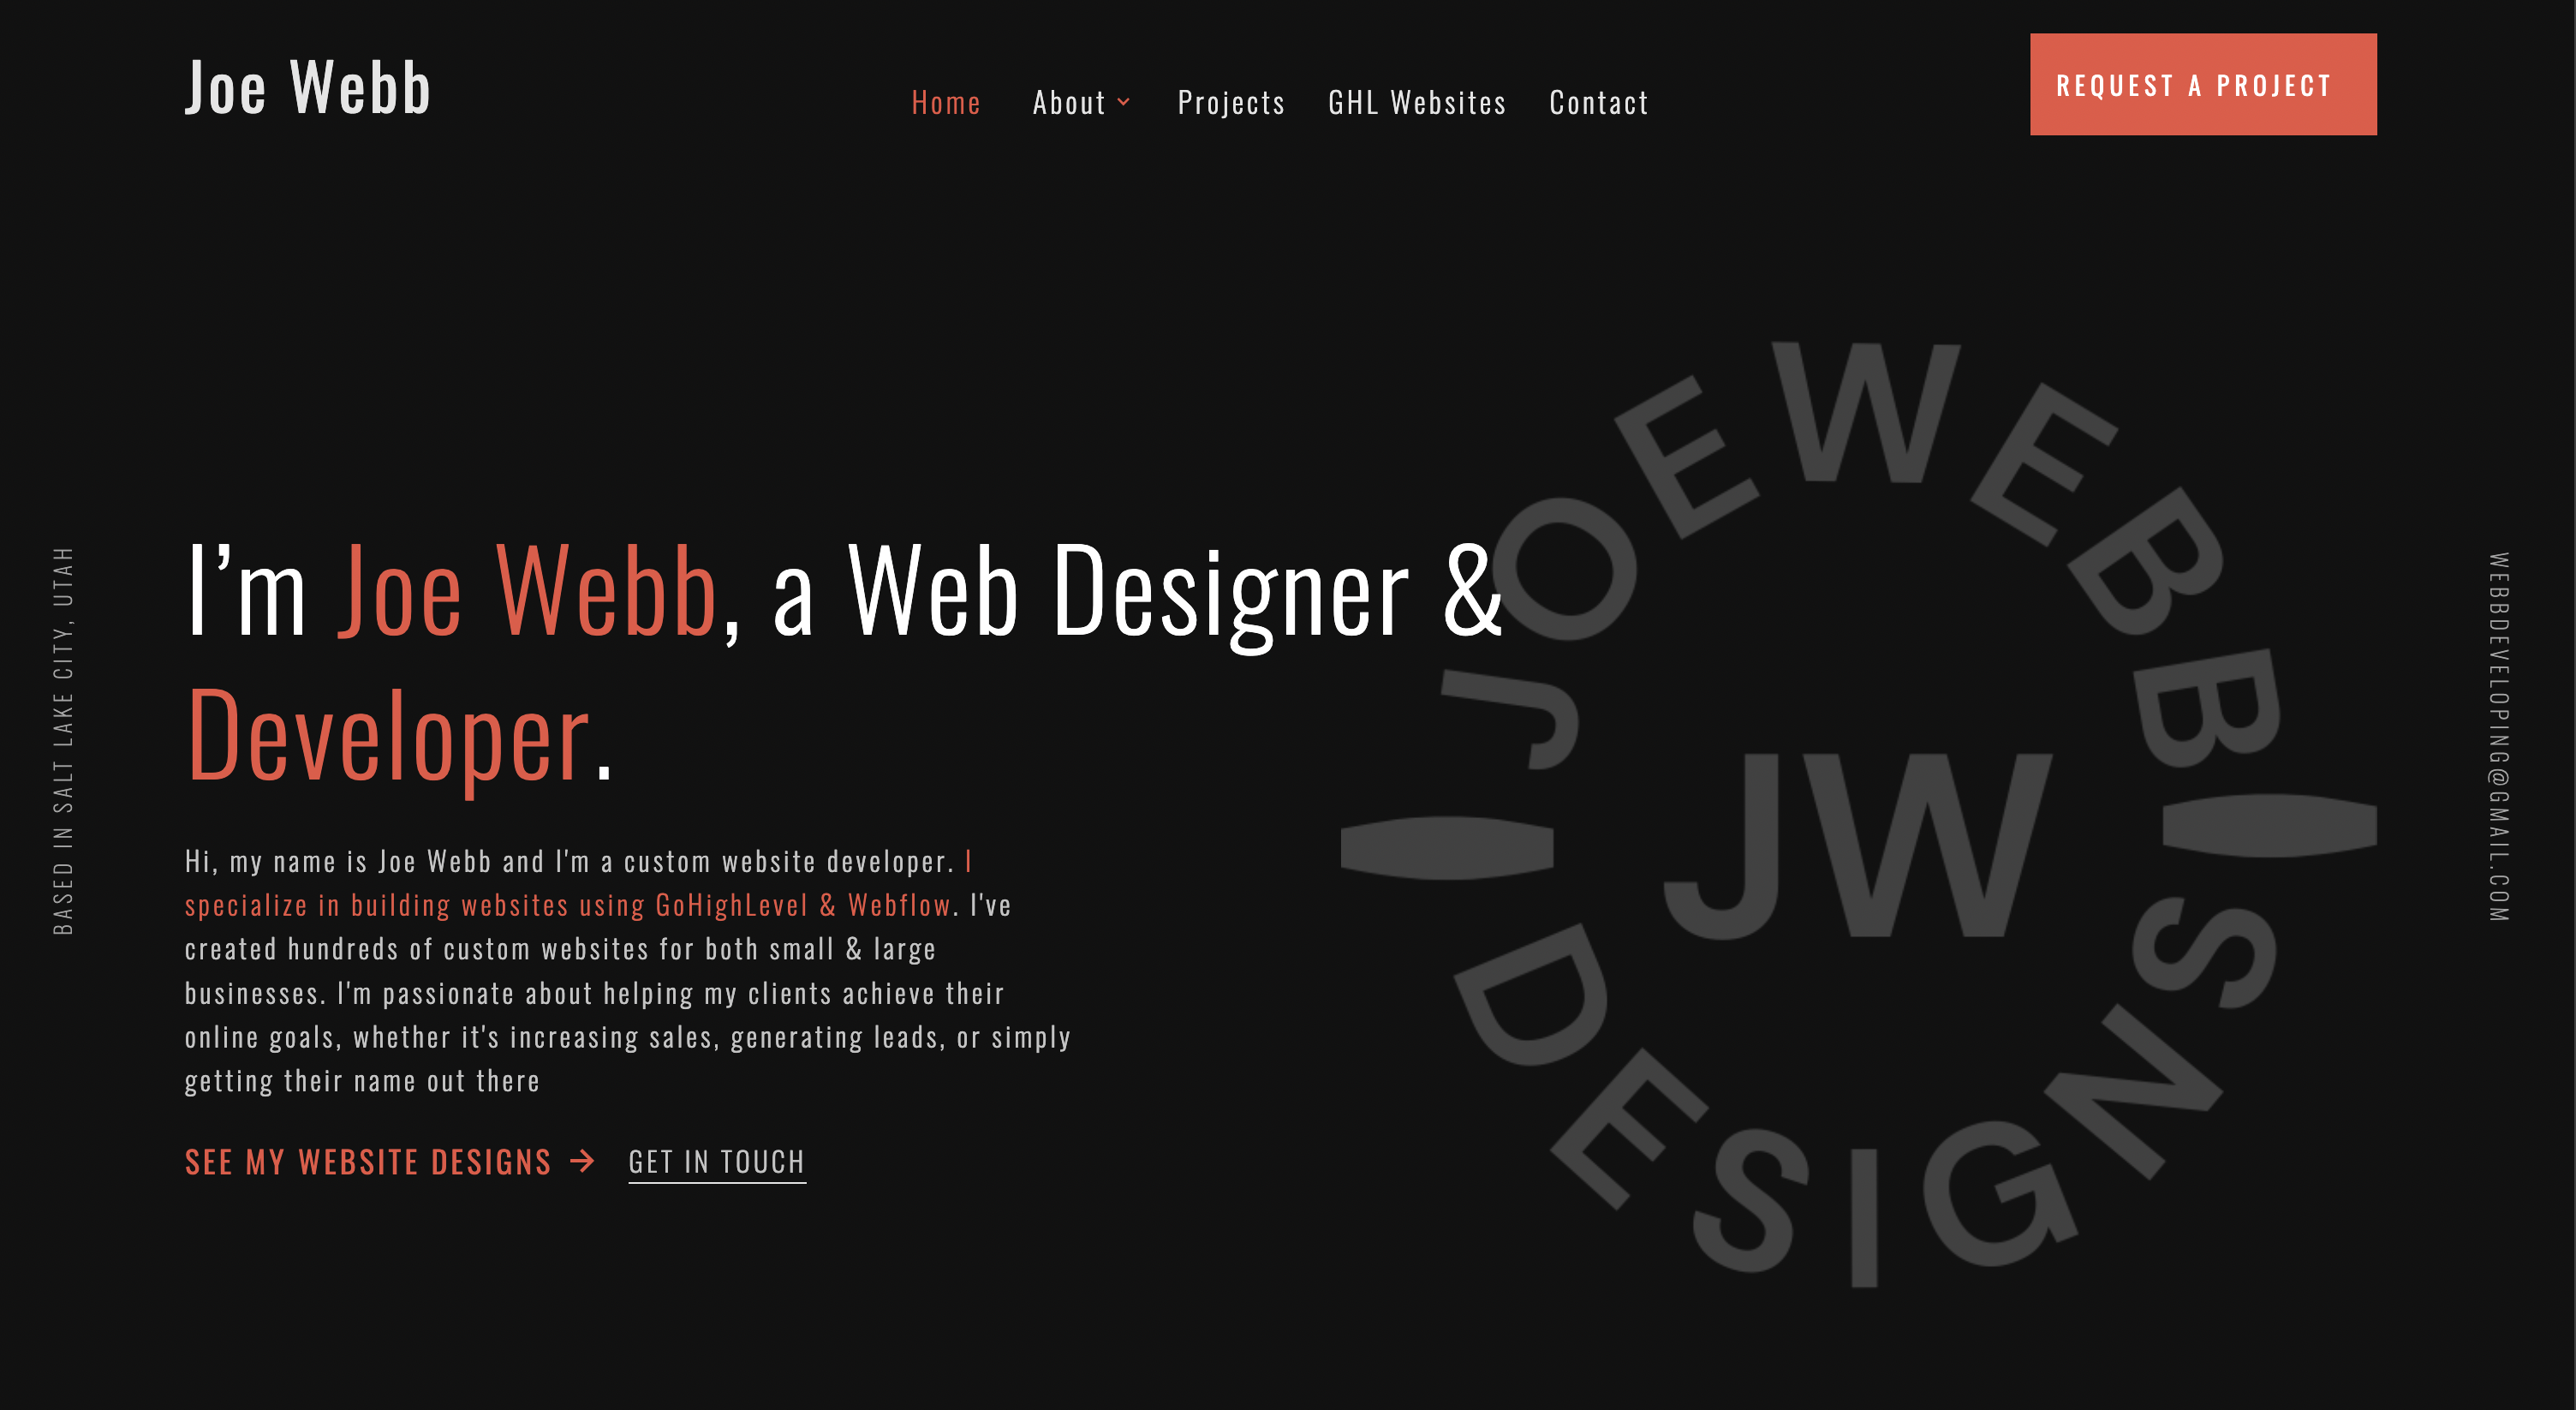 Joe Webb
Home About Projects GHL Websites Contact
REQUEST A PROJECT
BASED IN SALT LAKE CITY, UTAH
I’m Joe Webb, a Web Designer &
Developer.
Hi, my name is Joe Webb and I'm a custom website developer. I
specialize in building websites using GoHighLevel & Webflow. I've
created hundreds of custom websites for both small & large
businesses. I'm passionate about helping my clients achieve their
online goals, whether it's increasing sales, generating leads, or simply
getting their name out there
SEE MY WEBSITE DESIGNS → GET IN TOUCH
JOEWEBB
JW
DESIGNS
WEBBDEVELOPING@GMAIL.COM